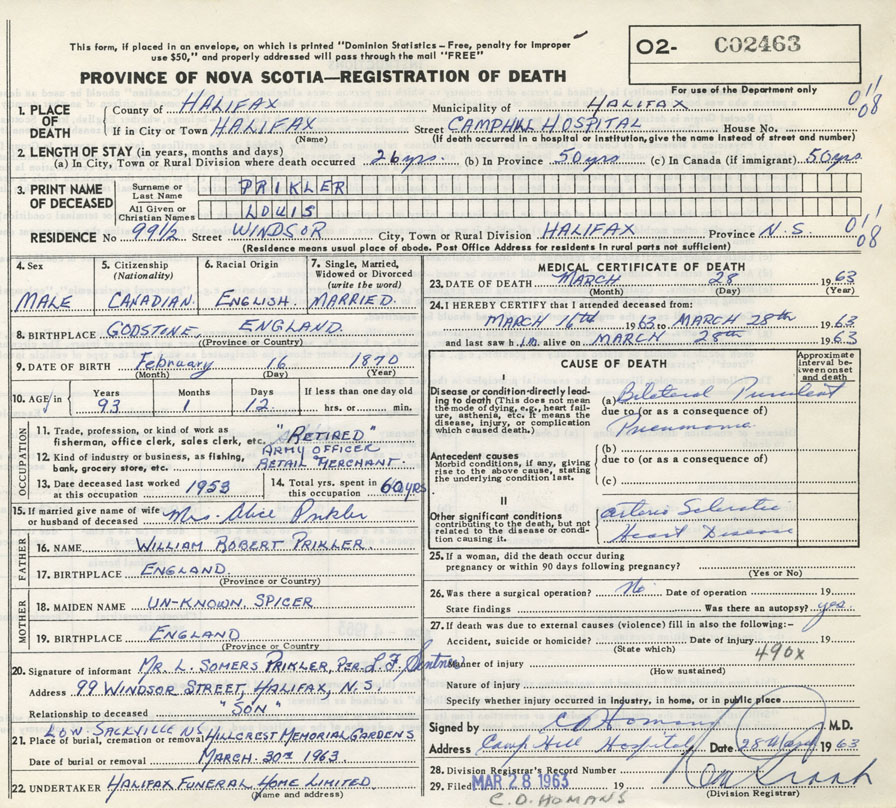 This form, if placed in an envelope, on which is printed "Dominion Statistics – Free, penalty for improper
use $50," and properly addressed will pass through the mail "FREE"
PROVINCE OF NOVA SCOTIA—REGISTRATION OF DEATH
O2- C02463
For use of the Department only
011
08
1. PLACE OF DEATH
County of HALIFAX Municipality of HALIFAX
If in City or Town HALIFAX Street CAMPHILL HOSPITAL House No.
(Name) (If death occurred in a hospital or institution, give the name instead of street and number)
2. LENGTH OF STAY (in years, months and days)
(a) In City, Town or Rural Division where death occurred 26 yrs. (b) In Province 50 yrs (c) In Canada (if immigrant) 50 yrs
3. PRINT NAME OF DECEASED
Surname or Last Name PRIKLER
All Given or Christian Names LOUIS
RESIDENCE No 99 1/2 Street WINDSOR City, Town or Rural Division HALIFAX Province N.S.
011
08
(Residence means usual place of abode. Post Office Address for residents in rural parts not sufficient)
4. Sex
MALE
5. Citizenship
(Nationality)
CANADIAN.
6. Racial Origin
ENGLISH.
7. Single, Married,
Widowed or Divorced
(write the word)
MARRIED.
8. BIRTHPLACE GODSTONE, ENGLAND.
(Province or Country)
9. DATE OF BIRTH February 16 1870
(Month) (Day) (Year)
10. AGE in
Years Months Days If less than one day old
93 1 12 hrs. or min.
OCCUPATION
11. Trade, profession, or kind of work as
fisherman, office clerk, sales clerk, etc. "RETIRED"
12. Kind of industry or business, as fishing,
bank, grocery store, etc.
ARMY OFFICER
RETAIL MERCHANT.
13. Date deceased last worked
at this occupation 1953
14. Total yrs. spent in
this occupation 60 yrs
15. If married give name of wife
or husband of deceased Mrs. Alice Prikler
FATHER
16. NAME WILLIAM ROBERT PRIKLER.
17. BIRTHPLACE ENGLAND.
(Province or Country)
MOTHER
18. MAIDEN NAME UN-KNOWN. SPICER
19. BIRTHPLACE ENGLAND
(Province or Country
20. Signature of informant MR. L. SOMERS PRIKLER, PER. L.F.
Address 99 WINDSOR STREET, HALIFAX, N.S.
Relationship to deceased "SON"
LOW. SACKVILLE NS
21. Place of burial, cremation or removal HILLCREST MEMORIAL GARDENS
Date of burial or removal MARCH. 30th 1963.
22. UNDERTAKER HALIFAX FUNERAL HOME LIMITED.
(Name and address)
MEDICAL CERTIFICATE OF DEATH
23. DATE OF DEATH MARCH 28 1963
(Month) (Day) (Year)
24. I HEREBY CERTIFY that I attended deceased from:
MARCH 16th 1963 to MARCH 28th 1963
and last saw him alive on MARCH 28th 1963
CAUSE OF DEATH
Approximate interval between onset and death
I
Disease or condition directly leading to death (This does not mean
the mode of dying, e.g., heart failure, asthenia, etc. It means the
disease, injury, or complication
which caused death.)
(a) Bilateral Purulent
due to (or as a consequence of)
Pneumonia
Antecedent causes
Morbid conditions, if any, giving
rise to the above cause, stating
the underlying condition last.
(b)
due to (or as a consequence of)
(c)
II
Other significant conditions
contributing to the death, but not
related to the disease or condition causing it.
Arterio Sclerotic
Heart Disease
25. If a woman, did the death occur during
pregnancy or within 90 days following pregnancy?
(Yes or No)
26. Was there a surgical operation? No Date of operation 19
State findings Was there an autopsy? yes.
27. If death was due to external causes (violence) fill in also the following:–
Accident, suicide or homicide? Date of injury 19
(State which) 490x
Manner of injury
(How sustained)
Nature of injury
Specify whether injury occurred in Industry, in home, or in public place
Signed by C D Homans M.D.
Address Camp Hill Hospital Date 28 Mar 1963
28. Division Registrar's Record Number
29. Filed MAR 28 1963 19
(Division Registrar)
C. D. HOMANS